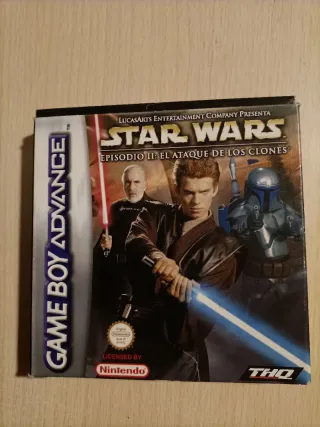 LUCASARTS ENTERTAINMENT COMPANY PRESENTA
STAR WARS
EPISODIO II: EL ATAQUE DE LOS CLONES
GAME BOY ADVANCE
TM
LICENSED BY
Nintendo
THQ